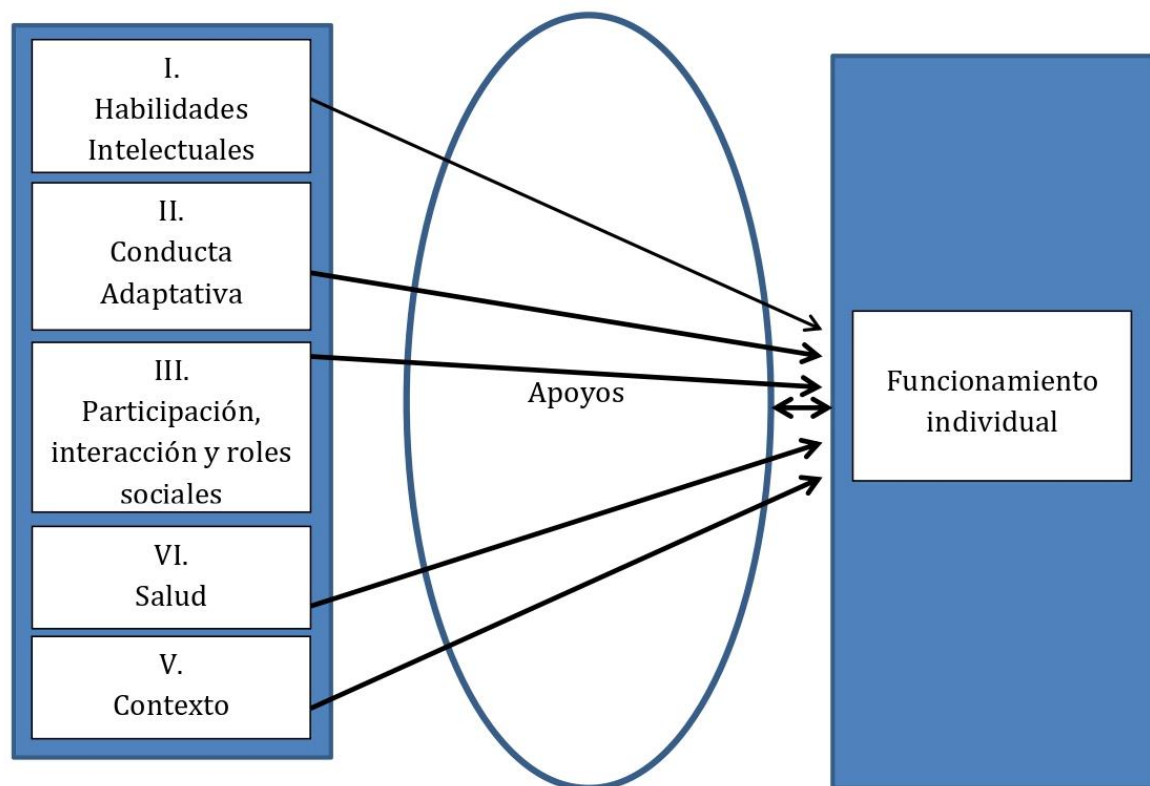 I.
Habilidades
Intelectuales
II.
Conducta
Adaptativa
III.
Participación,
interacción y roles
sociales
VI.
Salud
V.
Contexto
Apoyos
Funcionamiento
individual